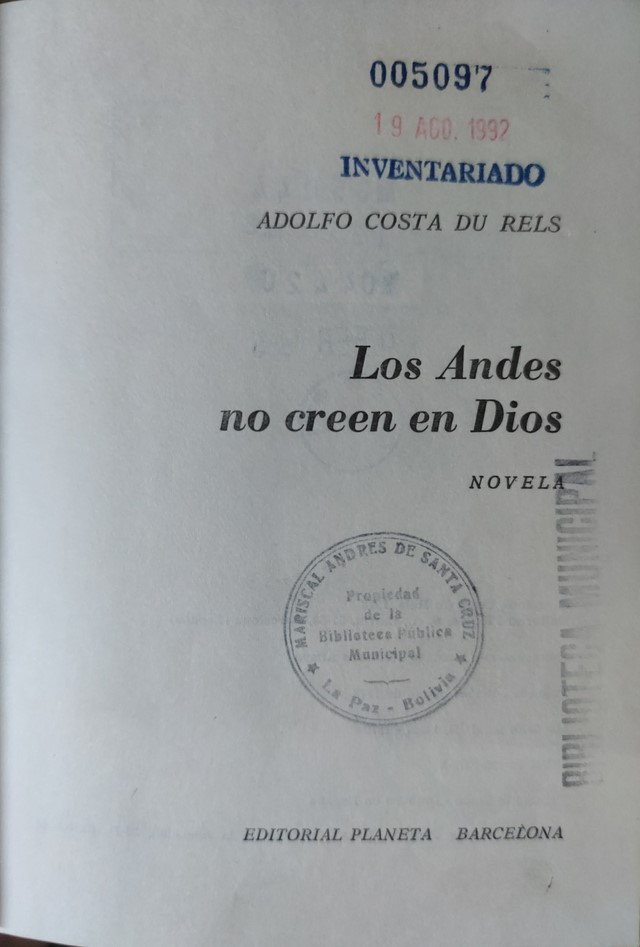 005097
19 AGO. 1992
INVENTARIADO
ADOLFO COSTA DU RELS
Los Andes
no creen en Dios
NOVELA
BIBLIOTECA MUNICIPAL
MARISCAL ANDRES DE SANTA CRUZ
Propiedad
de la
Biblioteca Pública
Municipal
La Paz - Bolivia
EDITORIAL PLANETA BARCELONA